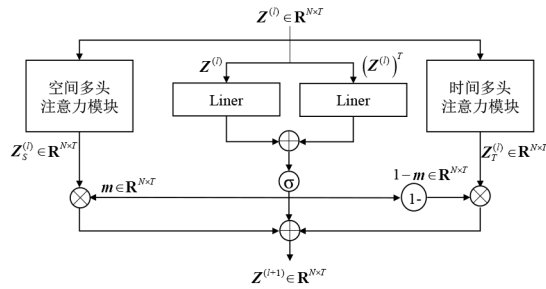 Z^(l)∈R^{N×T}
Z^(l)
(Z^(l))^T
空间多头
注意力模块
Liner
Liner
时间多头
注意力模块
Z_S^(l)∈R^{N×T}
Z_T^(l)∈R^{N×T}
σ
m∈R^{N×T}
1−m∈R^{N×T}
1-
Z^(l+1)∈R^{N×T}